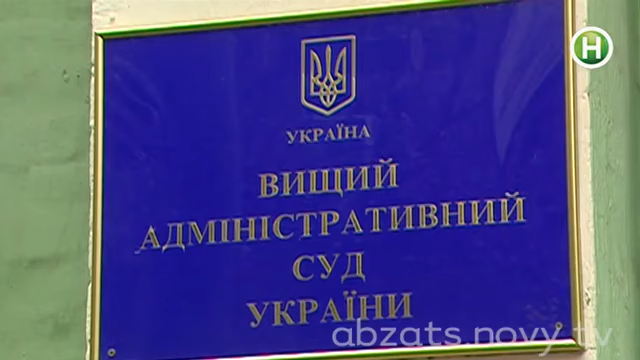 Н
УКРАЇНА
ВИЩИЙ
АДМІНІСТРАТИВНИЙ
СУД
УКРАЇНИ
abzats.novy.tv